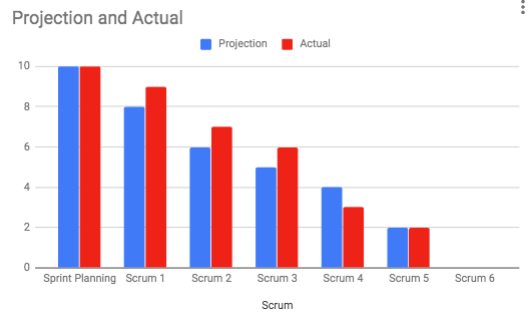 Projection and Actual
Projection Actual
10
8
6
4
2
0
Sprint Planning Scrum 1 Scrum 2 Scrum 3 Scrum 4 Scrum 5 Scrum 6
Scrum